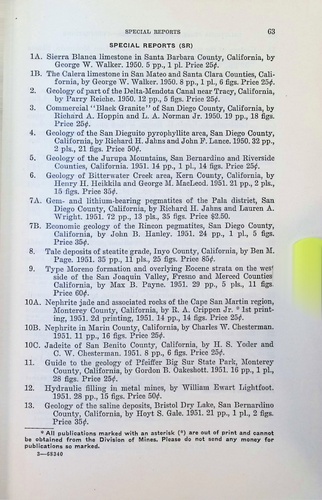 SPECIAL REPORTS 63
SPECIAL REPORTS (SR)
1A. Sierra Blanca limestone in Santa Barbara County, California, by
George W. Walker. 1950. 5 pp., 1 pl. Price 25¢.
1B. The Calera limestone in San Mateo and Santa Clara Counties, Cali-
fornia, by George W. Walker. 1950. 8 pp., 1 pl., 6 figs. Price 25¢.
2. Geology of part of the Delta-Mendota Canal near Tracy, California,
by Parry Reiche. 1950. 12 pp., 5 figs. Price 25¢.
3. Commercial "Black Granite" of San Diego County, California, by
Richard A. Hoppin and L. A. Norman Jr. 1950. 19 pp., 18 figs.
Price 25¢.
4. Geology of the San Dieguito pyrophyllite area, San Diego County,
California, by Richard H. Jahns and John F. Lance. 1950. 32 pp.,
2 pls., 21 figs. Price 50¢.
5. Geology of the Jurupa Mountains, San Bernardino and Riverside
Counties, California. 1951. 14 pp., 1 pl., 14 figs. Price 25¢.
6. Geology of Bitterwater Creek area, Kern County, California, by
Henry H. Heikkila and George M. MacLeod. 1951. 21 pp., 2 pls.,
15 figs. Price 35¢.
7A. Gem- and lithium-bearing pegmatites of the Pala district, San
Diego County, California, by Richard H. Jahns and Lauren A.
Wright. 1951. 72 pp., 13 pls., 35 figs. Price $2.50.
7B. Economic geology of the Rincon pegmatites, San Diego County,
California, by John B. Hanley. 1951. 24 pp., 1 pl., 5 figs.
Price 35¢.
8. Talc deposits of steatite grade, Inyo County, California, by Ben M.
Page. 1951. 35 pp., 11 pls., 25 figs. Price 85¢.
9. Type Moreno formation and overlying Eocene strata on the west
side of the San Joaquin Valley, Fresno and Merced Counties
California, by Max B. Payne. 1951. 29 pp., 5 pls., 11 figs.
Price 60¢.
10A. Nephrite jade and associated rocks of the Cape San Martin region,
Monterey County, California, by R. A. Crippen Jr. * 1st print-
ing, 1951. 2d printing, 1951. 14 pp., 14 figs. Price 25¢.
10B. Nephrite in Marin County, California, by Charles W. Chesterman.
1951. 11 pp., 16 figs. Price 25¢.
10C. Jadeite of San Benito County, California, by H. S. Yoder and
C. W. Chesterman. 1951. 8 pp., 6 figs. Price 25¢.
11. Guide to the geology of Pfeiffer Big Sur State Park, Monterey
County, California, by Gordon B. Oakeshott. 1951. 16 pp., 1 pl.,
28 figs. Price 25¢.
12. Hydraulic filling in metal mines, by William Ewart Lightfoot.
1951. 28 pp., 15 figs. Price 50¢.
13. Geology of the saline deposits, Bristol Dry Lake, San Bernardino
County, California, by Hoyt S. Gale. 1951. 21 pp., 1 pl., 2 figs.
Price 35¢.
* All publications marked with an asterisk (*) are out of print and cannot
be obtained from the Division of Mines. Please do not send any money for
publications so marked.
3—68340